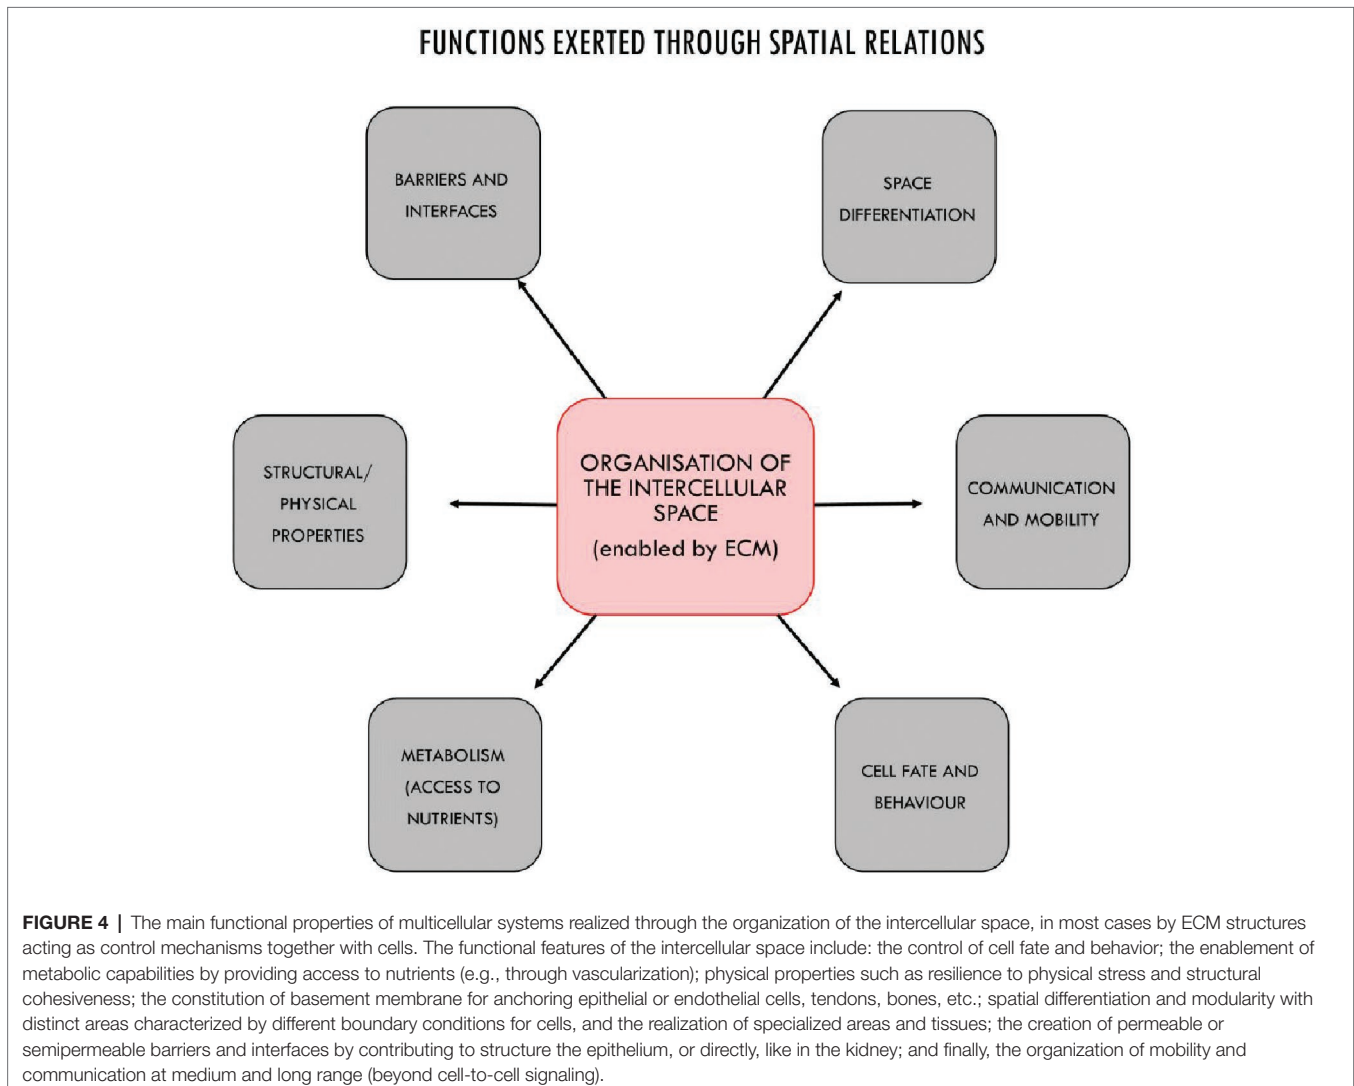 FUNCTIONS EXERTED THROUGH SPATIAL RELATIONS
BARRIERS AND
INTERFACES
SPACE
DIFFERENTIATION
STRUCTURAL/
PHYSICAL
PROPERTIES
ORGANISATION OF
THE INTERCELLULAR
SPACE
(enabled by ECM)
COMMUNICATION
AND MOBILITY
METABOLISM
(ACCESS TO
NUTRIENTS)
CELL FATE AND
BEHAVIOUR
FIGURE 4 | The main functional properties of multicellular systems realized through the organization of the intercellular space, in most cases by ECM structures
acting as control mechanisms together with cells. The functional features of the intercellular space include: the control of cell fate and behavior; the enablement of
metabolic capabilities by providing access to nutrients (e.g., through vascularization); physical properties such as resilience to physical stress and structural
cohesiveness; the constitution of basement membrane for anchoring epithelial or endothelial cells, tendons, bones, etc.; spatial differentiation and modularity with
distinct areas characterized by different boundary conditions for cells, and the realization of specialized areas and tissues; the creation of permeable or
semipermeable barriers and interfaces by contributing to structure the epithelium, or directly, like in the kidney; and finally, the organization of mobility and
communication at medium and long range (beyond cell-to-cell signaling).